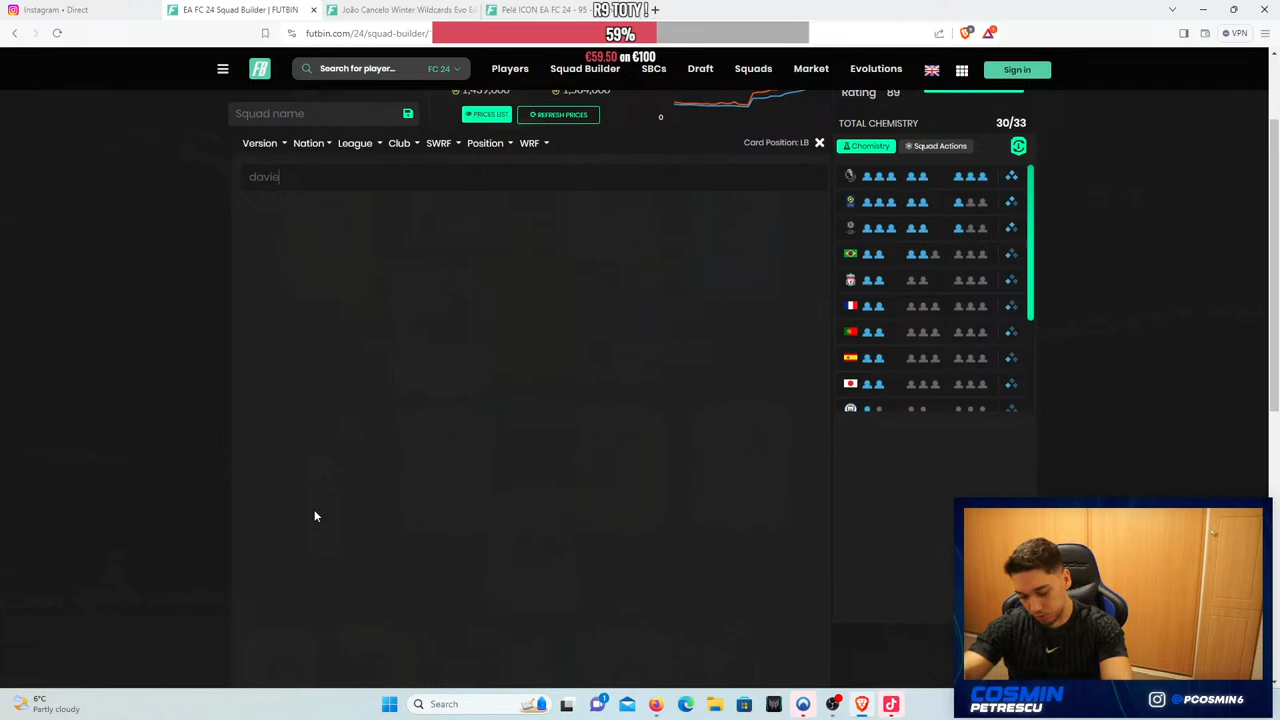 Instagram • Direct
EA FC 24 Squad Builder | FUTBIN
João Cancelo Winter Wildcards Evo EA
Pelé ICON EA FC 24 - 95
R9 TOTY! +
futbin.com/24/squad-builder/
59%
VPN
€59.50 on €100
Search for player...
FC 24
Players
Squad Builder
SBCs
Draft
Squads
Market
Evolutions
Sign in
Rating 89
Squad name
PRICES LIST
REFRESH PRICES
0
TOTAL CHEMISTRY
30/33
Version
Nation
League
Club
SWRF
Position
WRF
Card Position: LB
Chemistry
Squad Actions
davie
6°C
Partly cloudy
Search
1
COSMIN
PETRESCU
@PCOSMIN6